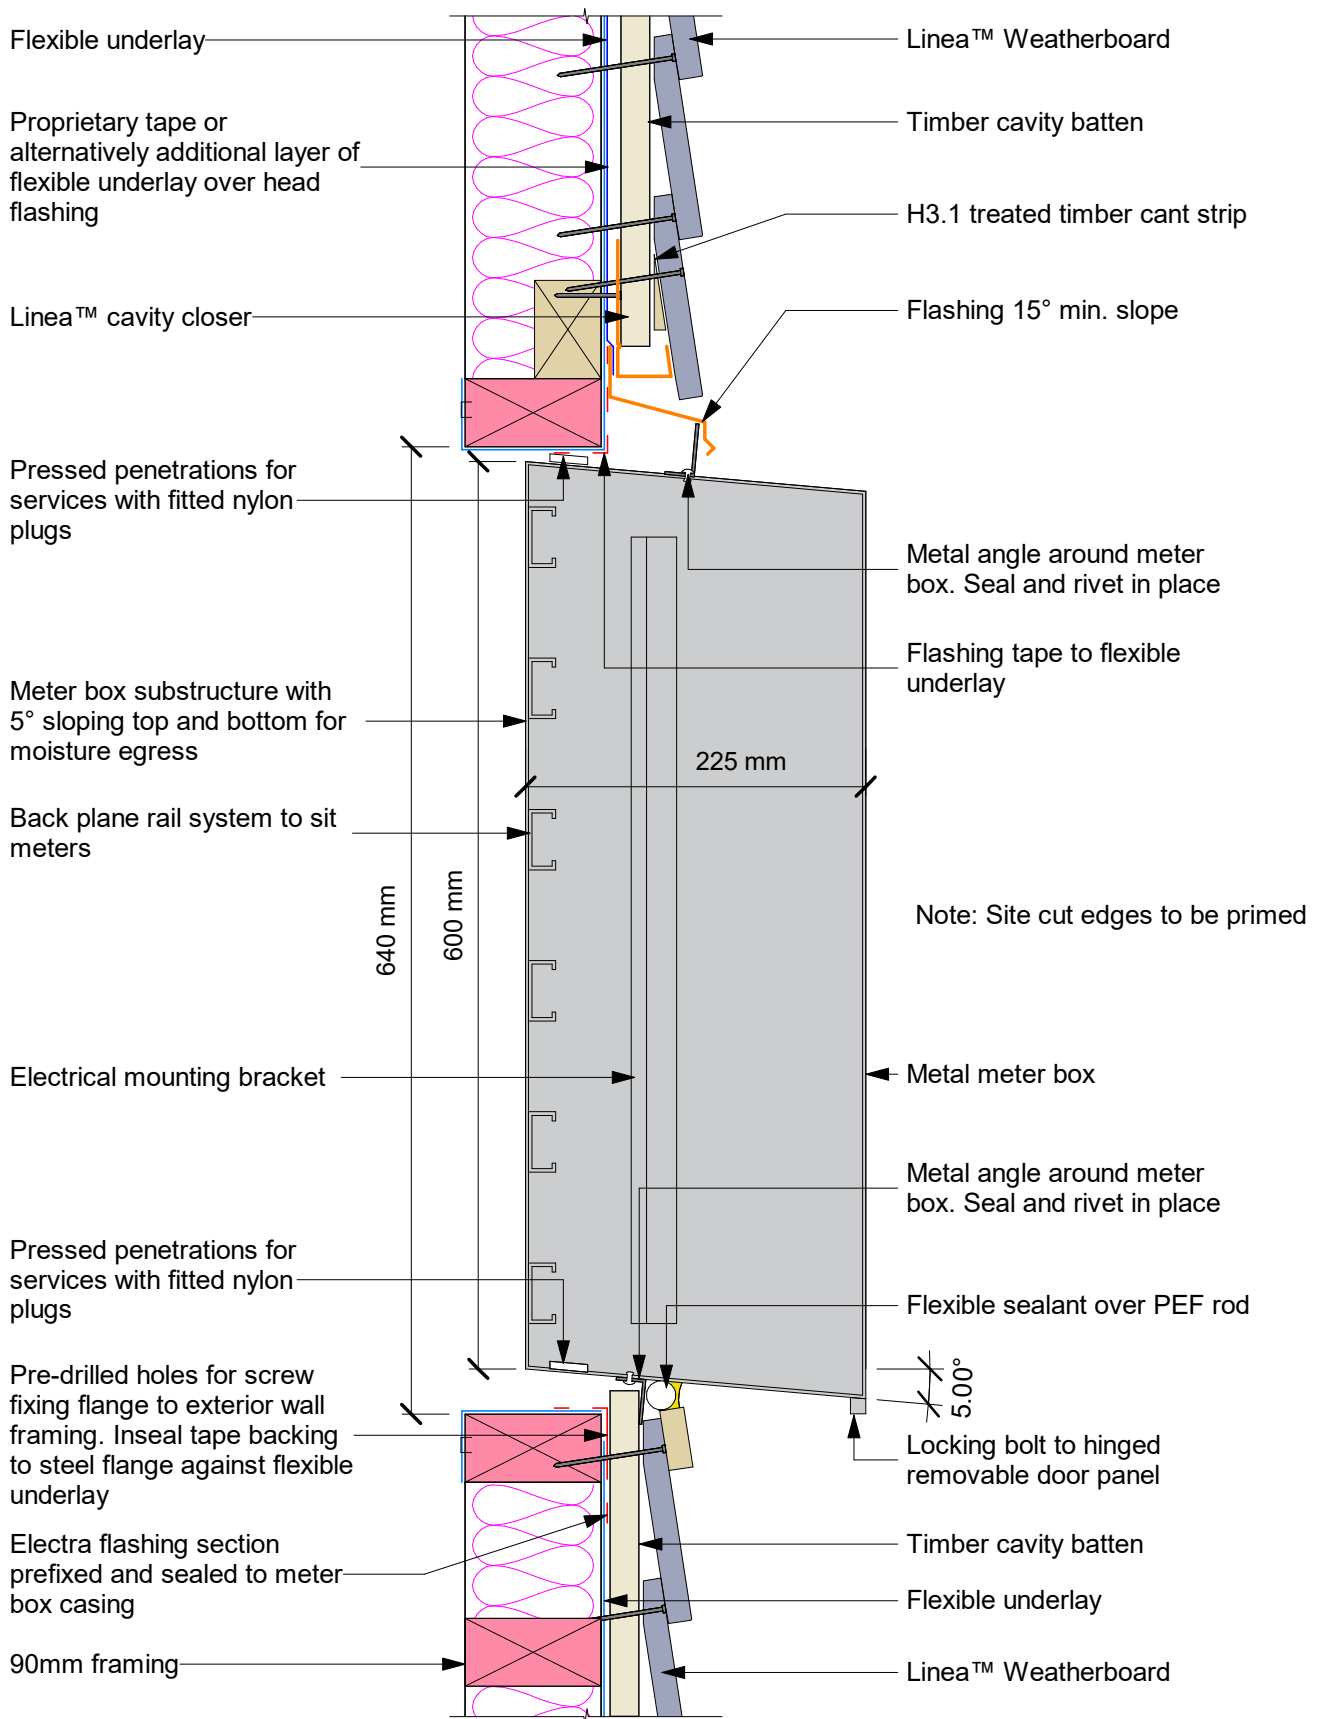 Flexible underlay
Proprietary tape or
alternatively additional layer of
flexible underlay over head
flashing
Linea™ cavity closer
Pressed penetrations for
services with fitted nylon
plugs
Meter box substructure with
5° sloping top and bottom for
moisture egress
Back plane rail system to sit
meters
Electrical mounting bracket
Pressed penetrations for
services with fitted nylon
plugs
Pre-drilled holes for screw
fixing flange to exterior wall
framing. Inseal tape backing
to steel flange against flexible
underlay
Electra flashing section
prefixed and sealed to meter
box casing
90mm framing
640 mm
600 mm
225 mm
Linea™ Weatherboard
Timber cavity batten
H3.1 treated timber cant strip
Flashing 15° min. slope
Metal angle around meter
box. Seal and rivet in place
Flashing tape to flexible
underlay
Note: Site cut edges to be primed
Metal meter box
Metal angle around meter
box. Seal and rivet in place
Flexible sealant over PEF rod
5.00°
Locking bolt to hinged
removable door panel
Timber cavity batten
Flexible underlay
Linea™ Weatherboard